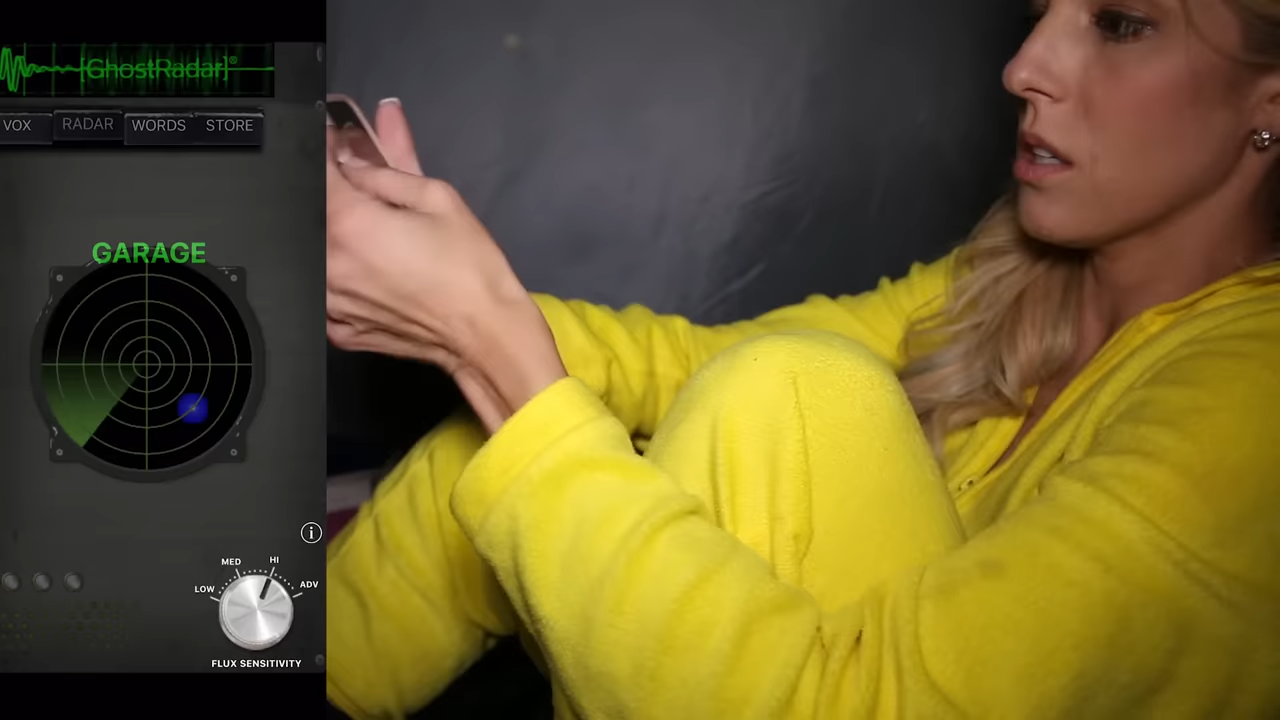 [GhostRadar]®
VOX RADAR WORDS STORE
GARAGE
i
MED HI
LOW ADV
FLUX SENSITIVITY